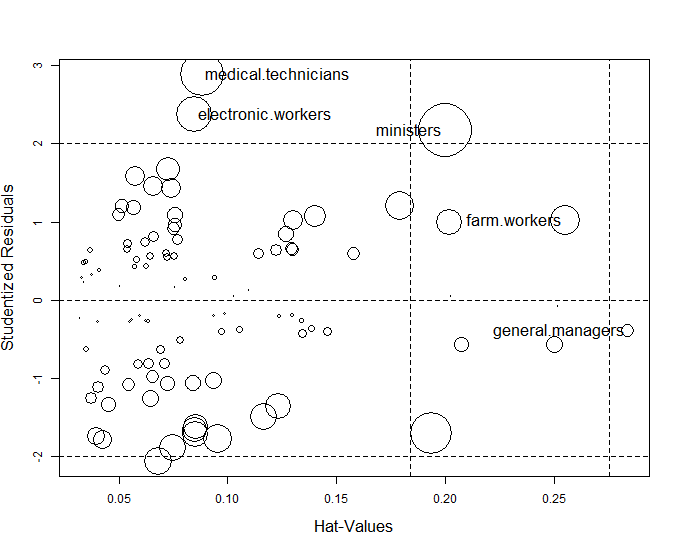 3
2
1
0
-1
-2
Studentized Residuals
medical.technicians
electronic.workers
ministers
farm.workers
general.managers
0.05
0.10
0.15
0.20
0.25
Hat-Values